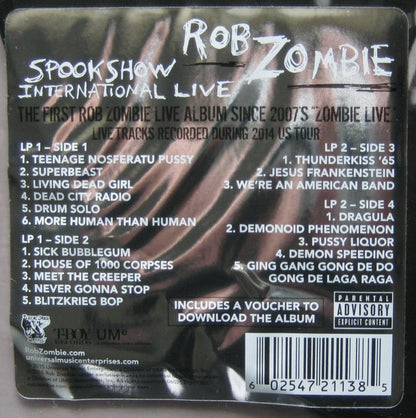 ROB ZOMBIE
SPOOKSHOW
INTERNATIONAL LIVE
THE FIRST ROB ZOMBIE LIVE ALBUM SINCE 2007'S "ZOMBIE LIVE."
LIVE TRACKS RECORDED DURING 2014 US TOUR
LP 1 – SIDE 1
1. TEENAGE NOSFERATU PUSSY
2. SUPERBEAST
3. LIVING DEAD GIRL
4. DEAD CITY RADIO
5. DRUM SOLO
6. MORE HUMAN THAN HUMAN
LP 1 – SIDE 2
1. SICK BUBBLEGUM
2. HOUSE OF 1000 CORPSES
3. MEET THE CREEPER
4. NEVER GONNA STOP
5. BLITZKRIEG BOP
LP 2 – SIDE 3
1. THUNDERKISS '65
2. JESUS FRANKENSTEIN
3. WE'RE AN AMERICAN BAND
LP 2 – SIDE 4
1. DRAGULA
2. DEMONOID PHENOMENON
3. PUSSY LIQUOR
4. DEMON SPEEDING
5. GING GANG GONG DE DO
GONG DE LAGA RAGA
INCLUDES A VOUCHER TO
DOWNLOAD THE ALBUM
PARENTAL
ADVISORY
EXPLICIT CONTENT
T-BOY UMe
RobZombie.com
universalmusicenterprises.com
6 02547 21138 5